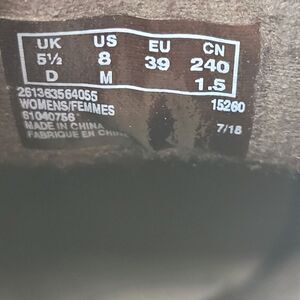 UK US EU CN
5½ 8 39 240
D M 1.5
261363564055
WOMENS/FEMMES 15260
61040756
MADE IN CHINA
FABRIQUE EN CHINE 7/18